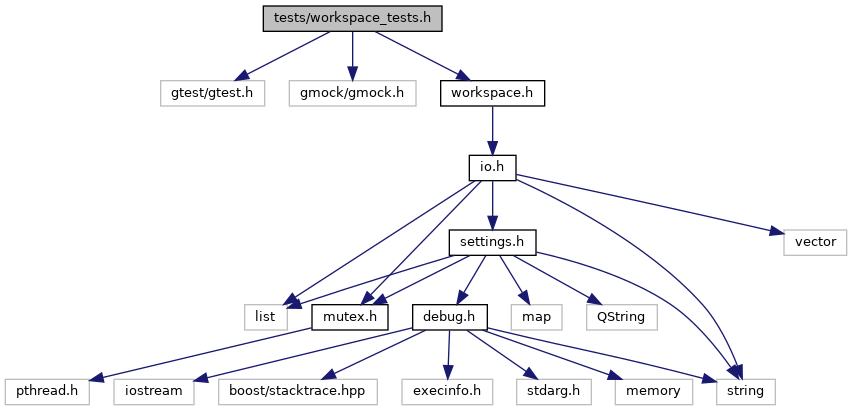 tests/workspace_tests.h
gtest/gtest.h
gmock/gmock.h
workspace.h
io.h
settings.h
vector
list
mutex.h
debug.h
map
QString
pthread.h
iostream
boost/stacktrace.hpp
execinfo.h
stdarg.h
memory
string